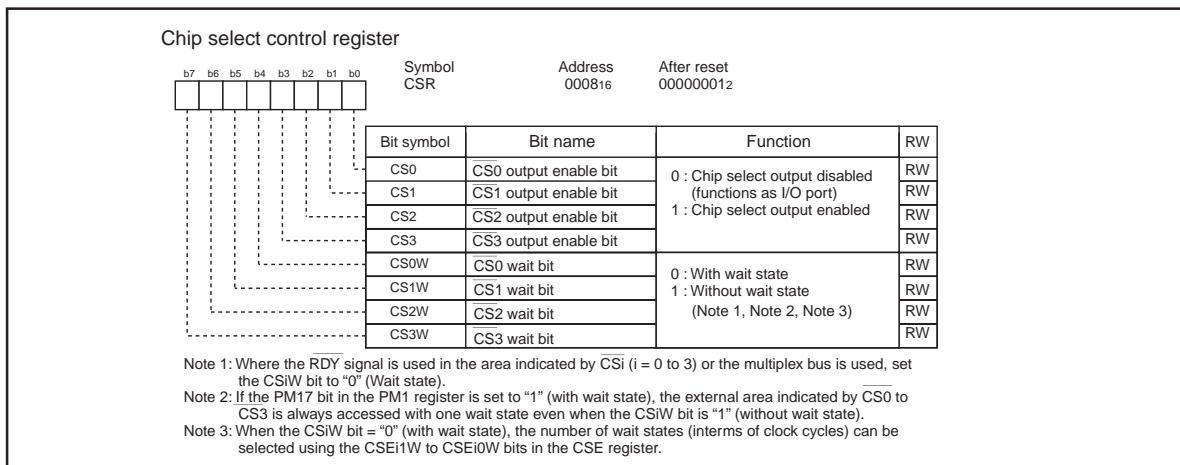 Chip select control register
b7 b6 b5 b4 b3 b2 b1 b0
Symbol Address After reset
CSR 000816 000000012
Bit symbol Bit name Function RW
CS0 CS0 output enable bit RW
0 : Chip select output disabled
(functions as I/O port)
1 : Chip select output enabled
CS1 CS1 output enable bit RW
CS2 CS2 output enable bit RW
CS3 CS3 output enable bit RW
CS0W CS0 wait bit RW
0 : With wait state
1 : Without wait state
(Note 1, Note 2, Note 3)
CS1W CS1 wait bit RW
CS2W CS2 wait bit RW
CS3W CS3 wait bit RW
Note 1: Where the RDY signal is used in the area indicated by CSi (i = 0 to 3) or the multiplex bus is used, set
the CSiW bit to “0” (Wait state).
Note 2: If the PM17 bit in the PM1 register is set to “1” (with wait state), the external area indicated by CS0 to
CS3 is always accessed with one wait state even when the CSiW bit is “1” (without wait state).
Note 3: When the CSiW bit = “0” (with wait state), the number of wait states (interms of clock cycles) can be
selected using the CSEi1W to CSEi0W bits in the CSE register.